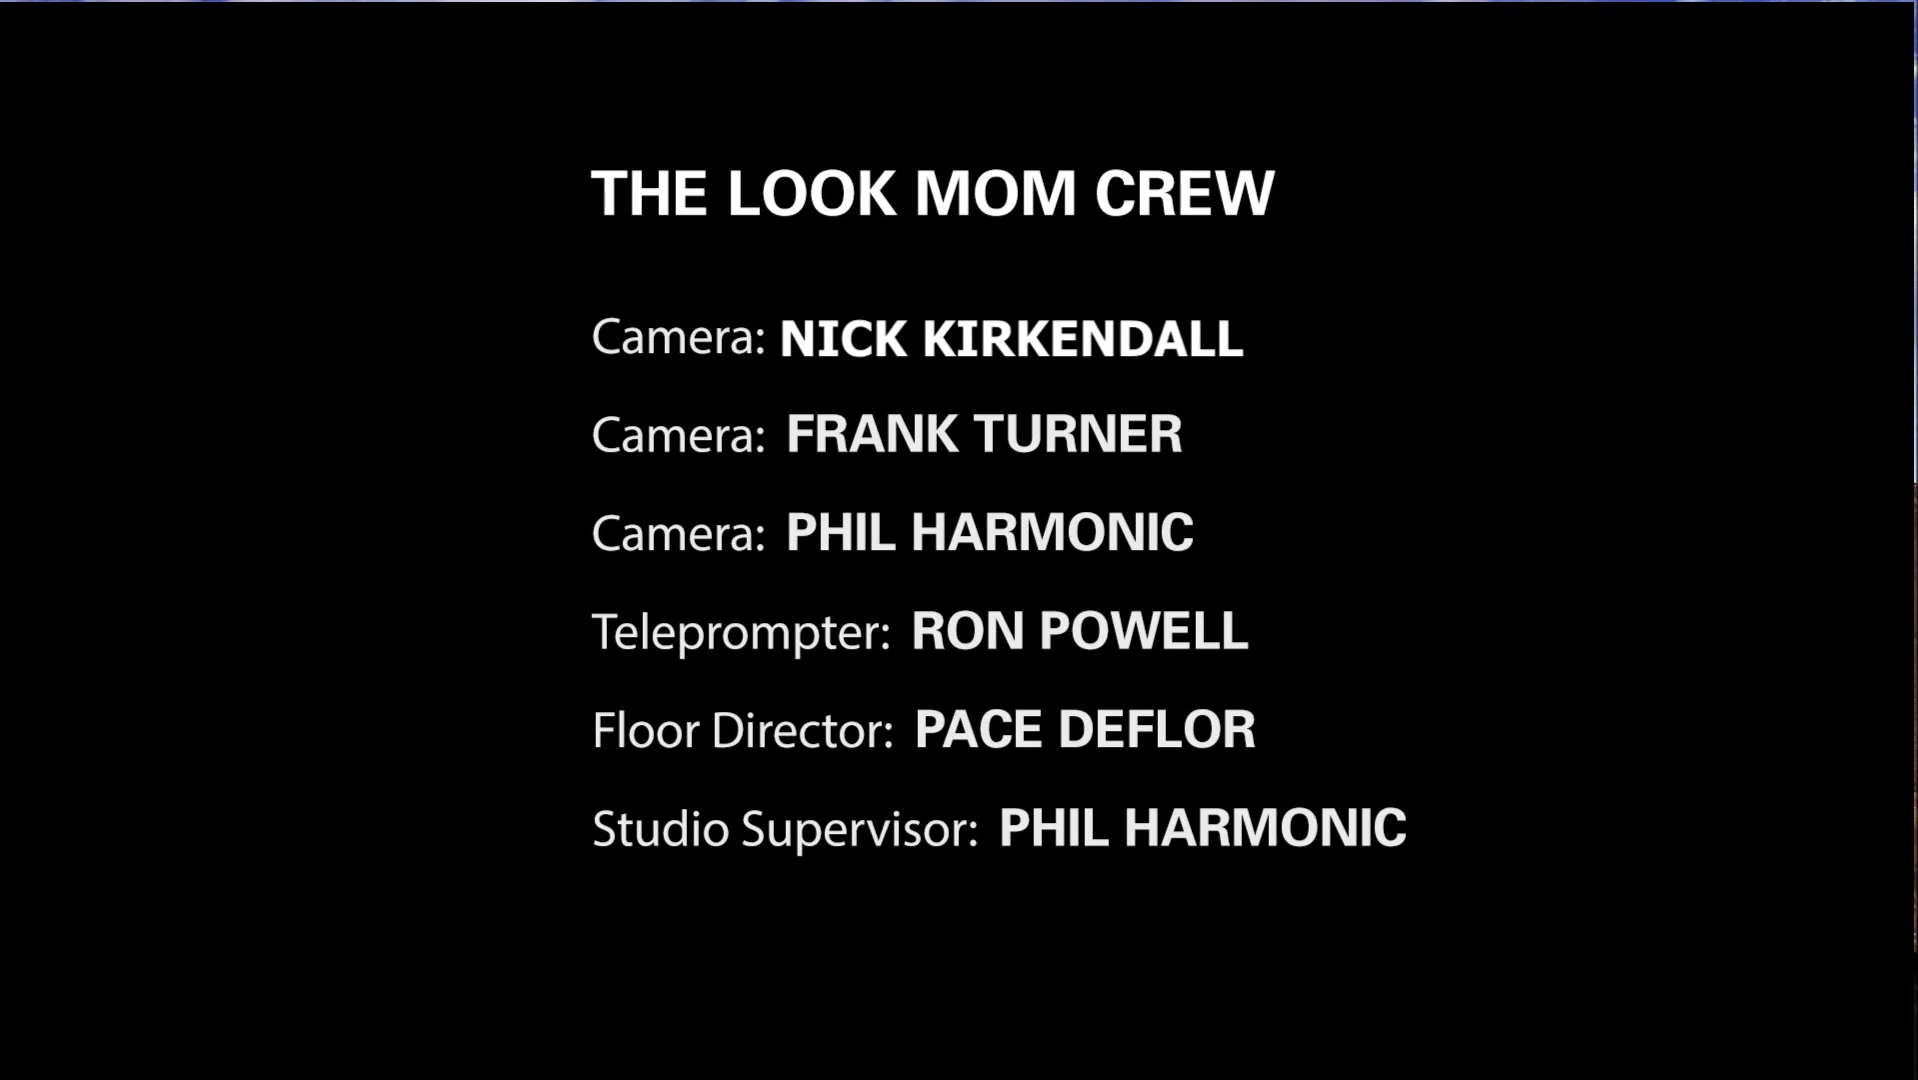 THE LOOK MOM CREW
Camera: NICK KIRKENDALL
Camera: FRANK TURNER
Camera: PHIL HARMONIC
Teleprompter: RON POWELL
Floor Director: PACE DEFLOR
Studio Supervisor: PHIL HARMONIC